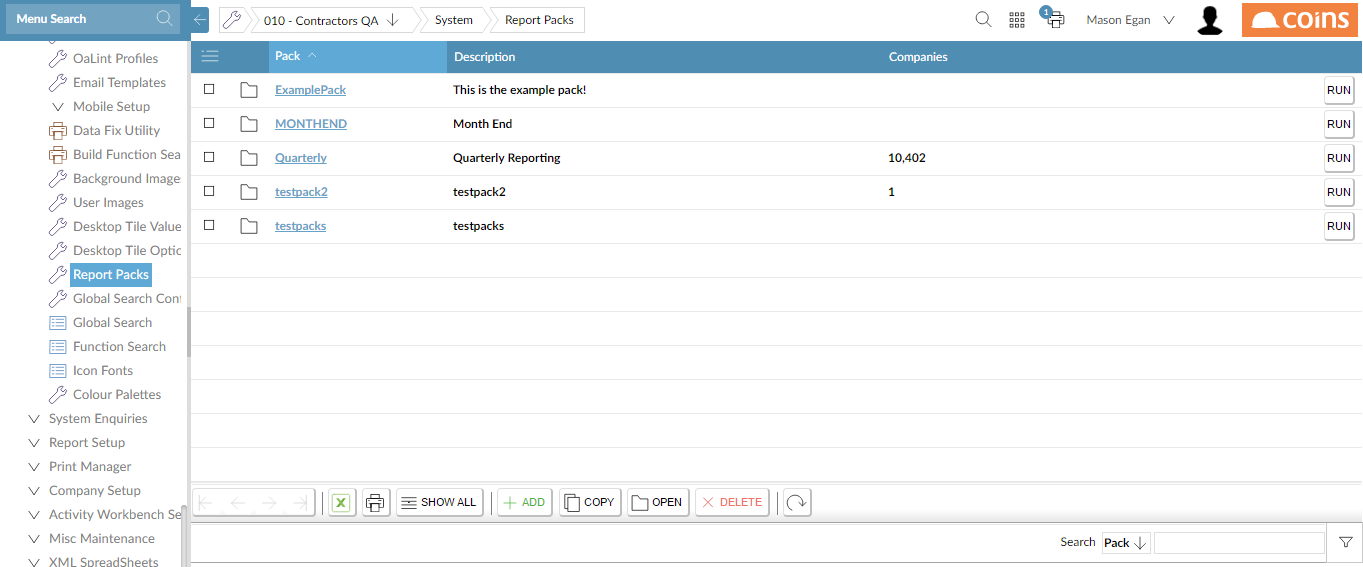 Menu Search
010 - Contractors QA
System
Report Packs
1
Mason Egan
coins
OaLint Profiles
Email Templates
Mobile Setup
Data Fix Utility
Build Function Sea
Background Image
User Images
Desktop Tile Value
Desktop Tile Optic
Report Packs
Global Search Con
Global Search
Function Search
Icon Fonts
Colour Palettes
System Enquiries
Report Setup
Print Manager
Company Setup
Activity Workbench Se
Misc Maintenance
XML SpreadSheets
Pack Description Companies
ExamplePack This is the example pack! RUN
MONTHEND Month End RUN
Quarterly Quarterly Reporting 10,402 RUN
testpack2 testpack2 1 RUN
testpacks testpacks RUN
X SHOW ALL ADD COPY OPEN DELETE
Search Pack